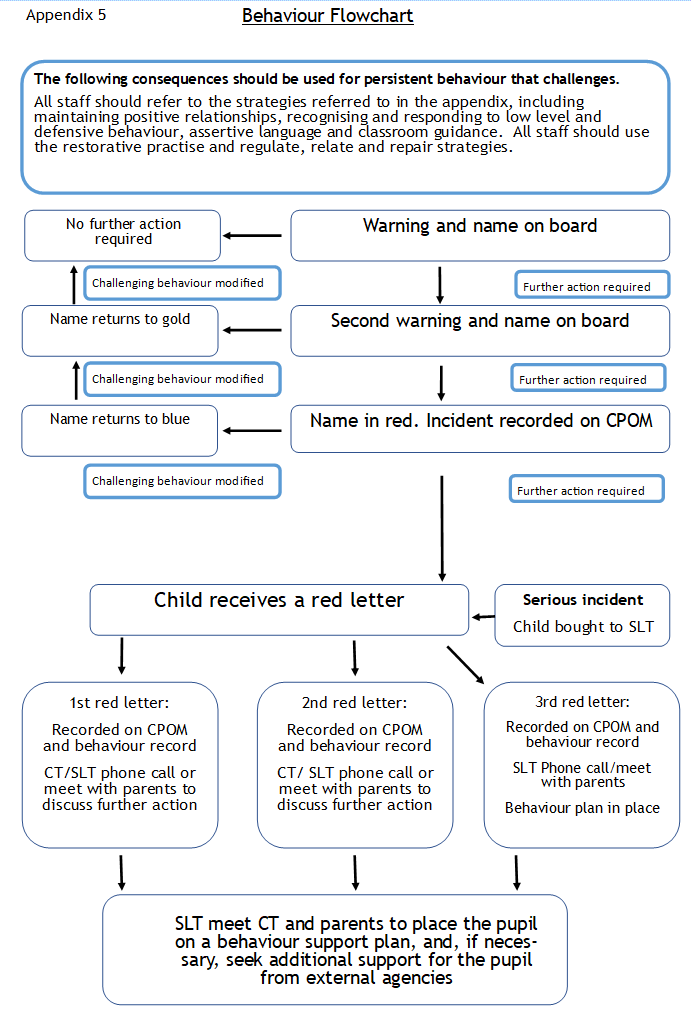 Appendix 5
Behaviour Flowchart
The following consequences should be used for persistent behaviour that challenges.
All staff should refer to the strategies referred to in the appendix, including
maintaining positive relationships, recognising and responding to low level and
defensive behaviour, assertive language and classroom guidance.  All staff should use
the restorative practise and regulate, relate and repair strategies.
No further action
required
Warning and name on board
Challenging behaviour modified
Further action required
Name returns to gold
Second warning and name on board
Challenging behaviour modified
Further action required
Name returns to blue
Name in red. Incident recorded on CPOM
Challenging behaviour modified
Further action required
Child receives a red letter
Serious incident
Child bought to SLT
1st red letter:
Recorded on CPOM
and behaviour record
CT/SLT phone call or
meet with parents to
discuss further action
2nd red letter:
Recorded on CPOM
and behaviour record
CT/ SLT phone call or
meet with parents to
discuss further action
3rd red letter:
Recorded on CPOM and
behaviour record
SLT Phone call/meet
with parents
Behaviour plan in place
SLT meet CT and parents to place the pupil
on a behaviour support plan, and, if neces-
sary, seek additional support for the pupil
from external agencies